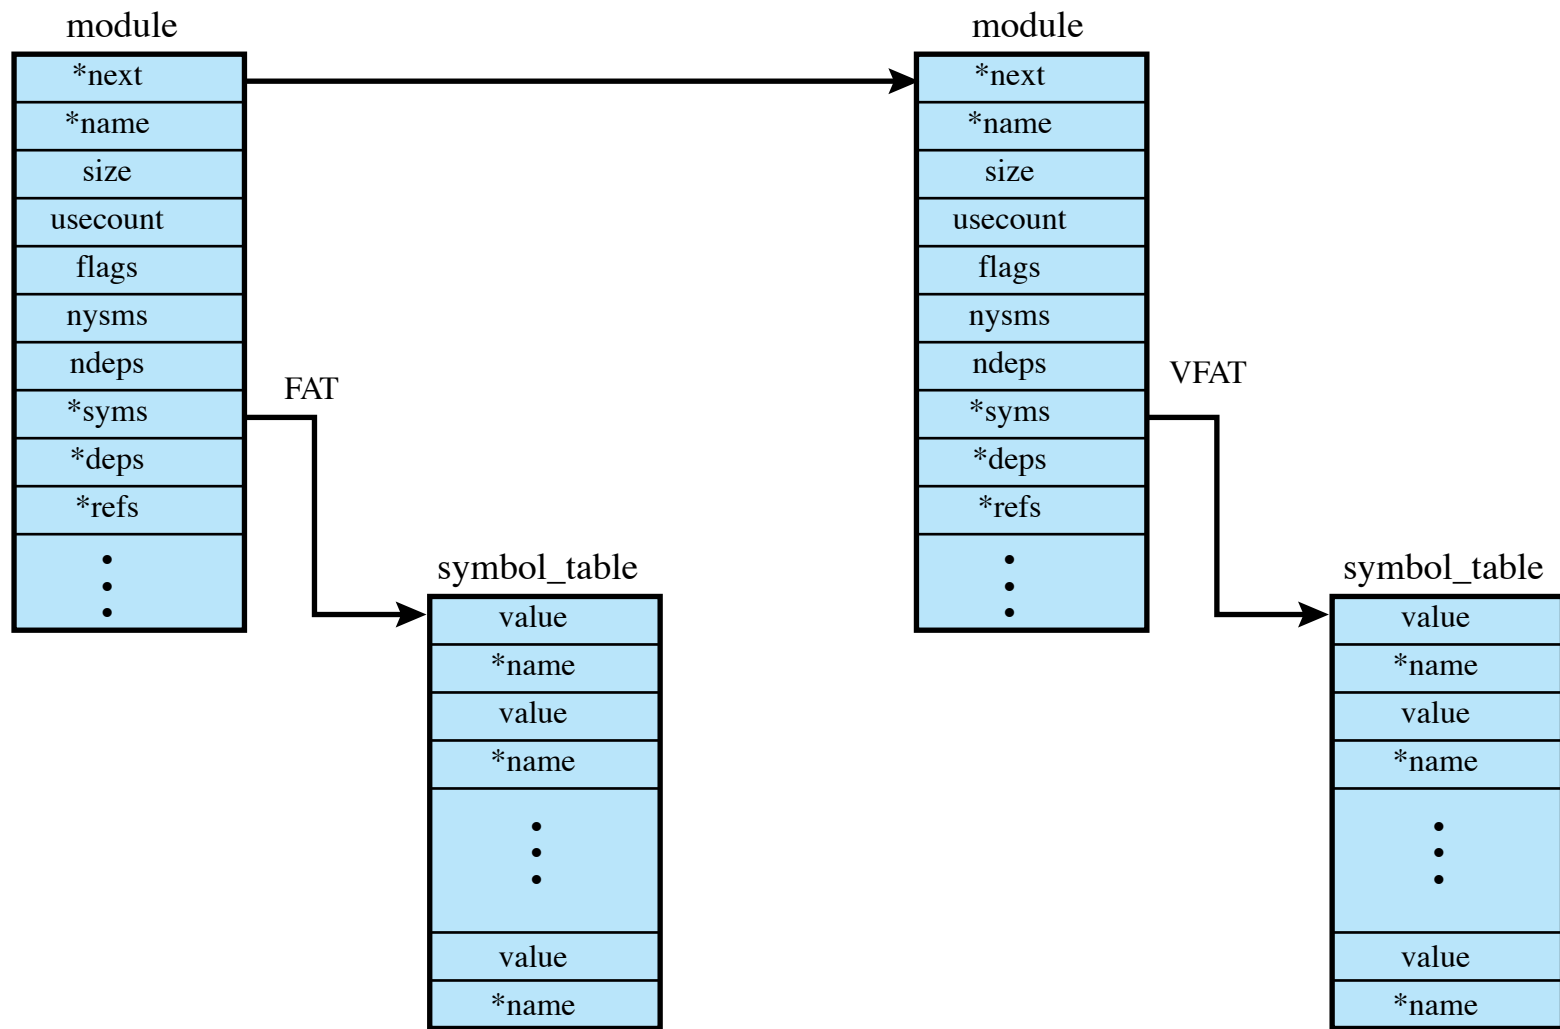 module
*next
*name
size
usecount
flags
nysms
ndeps
*syms
*deps
*refs
FAT
symbol_table
value
*name
value
*name
value
*name
module
*next
*name
size
usecount
flags
nysms
ndeps
*syms
*deps
*refs
VFAT
symbol_table
value
*name
value
*name
value
*name